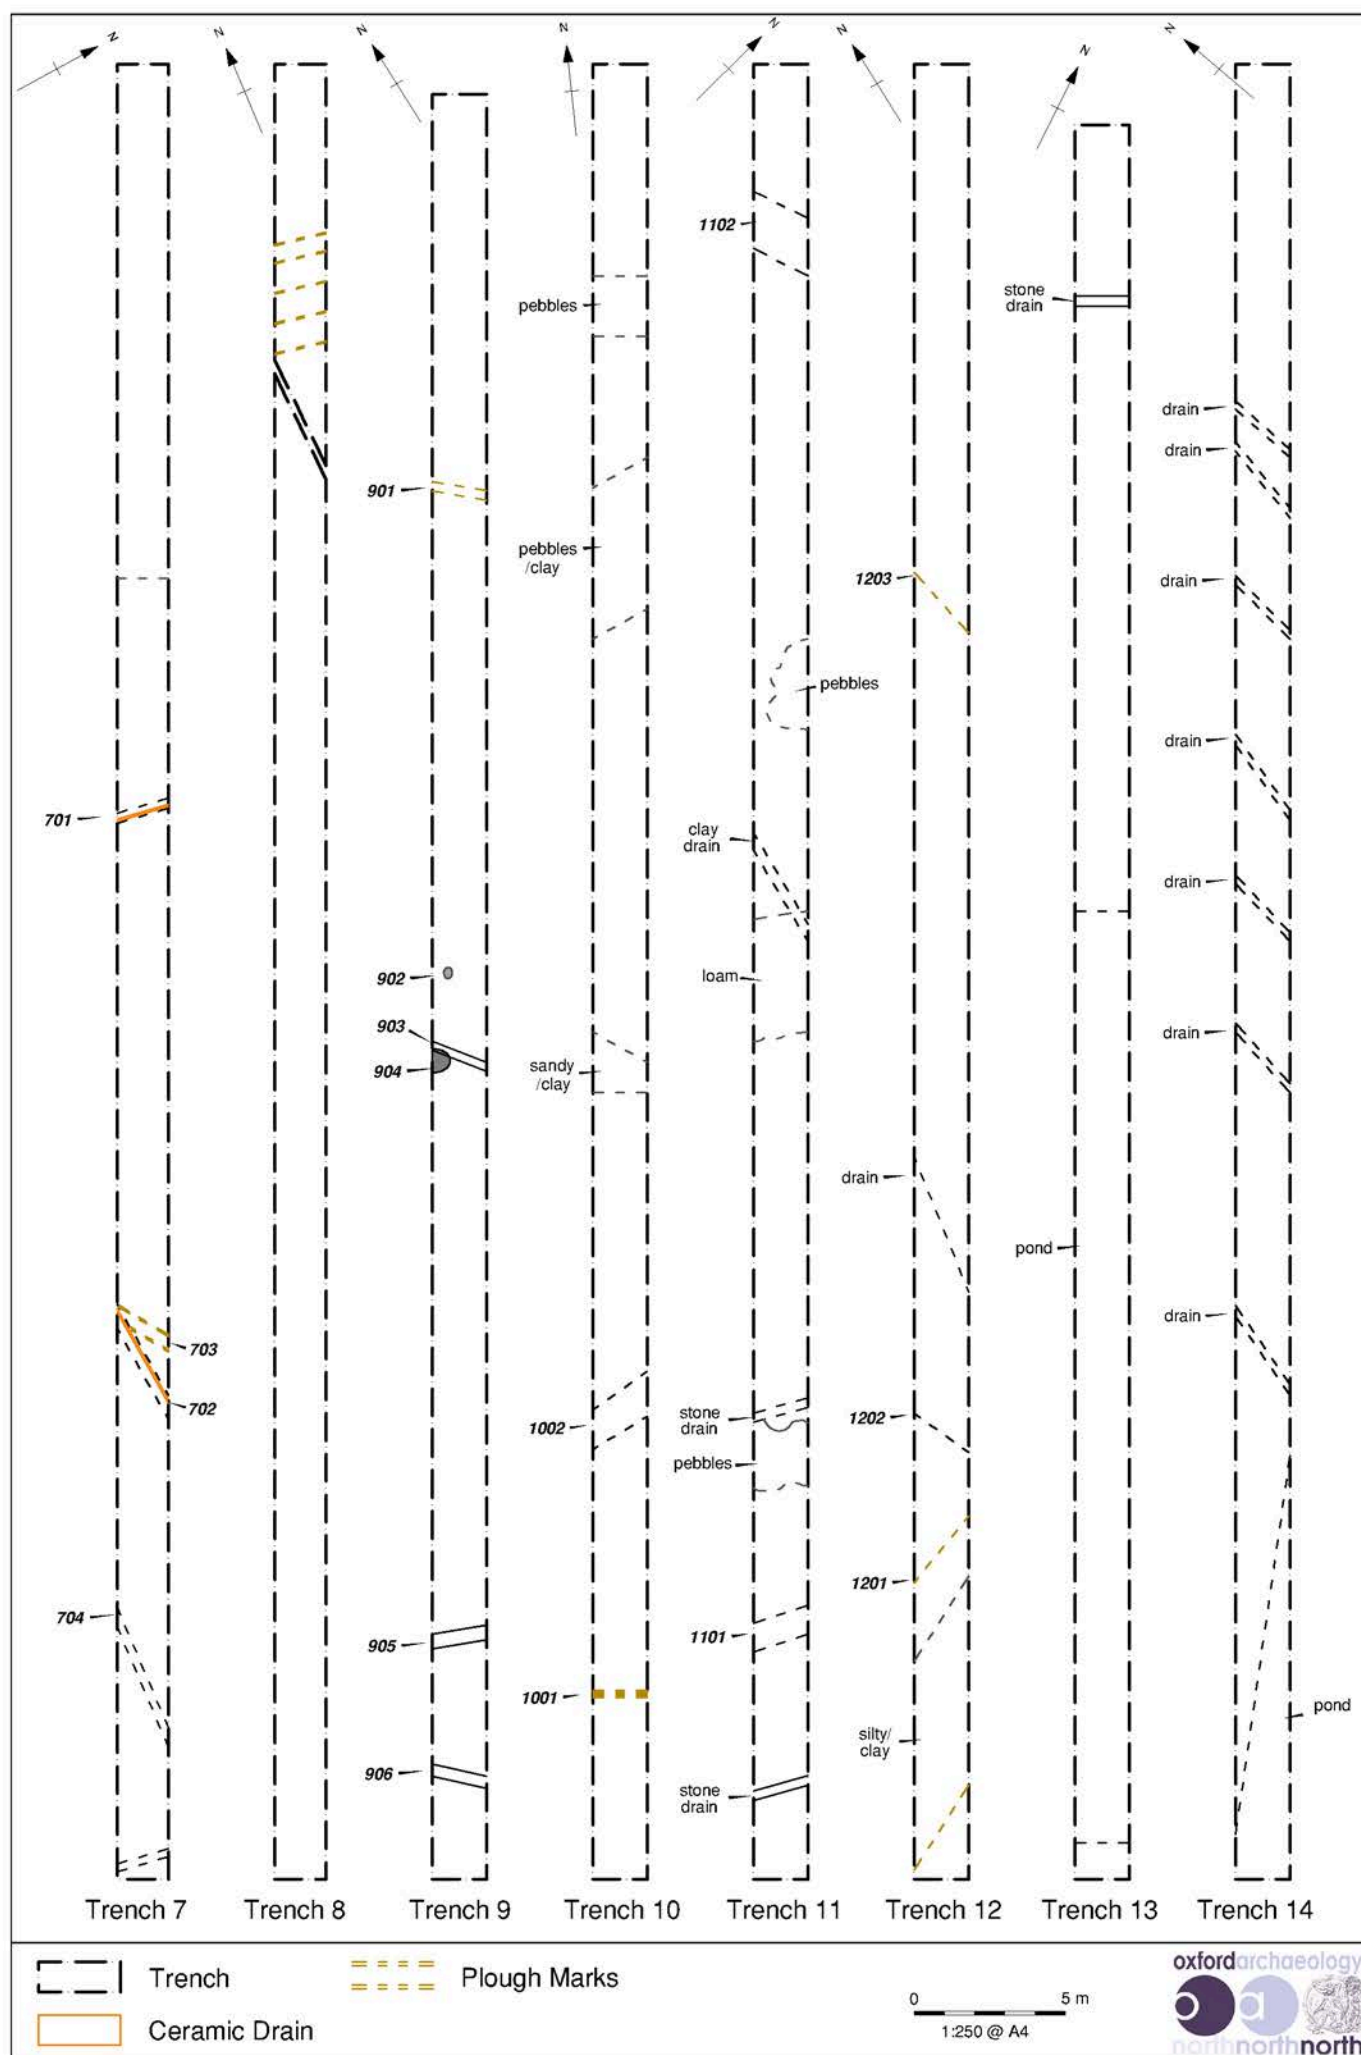 N
N
N
N
N
N
N
N
1102
pebbles
stone
drain
drain
drain
901
pebbles
/clay
1203
drain
pebbles
drain
701
clay
drain
drain
902
loam
903
904
sandy
/clay
drain
drain
pond
drain
703
702
1002
stone
drain
1202
pebbles
704
1201
905
1101
1001
pond
silty/
clay
906
stone
drain
Trench 7
Trench 8
Trench 9
Trench 10
Trench 11
Trench 12
Trench 13
Trench 14
Trench
Plough Marks
Ceramic Drain
0 5 m
1:250 @ A4
oxfordarchaeology
oa
northnorthnorth